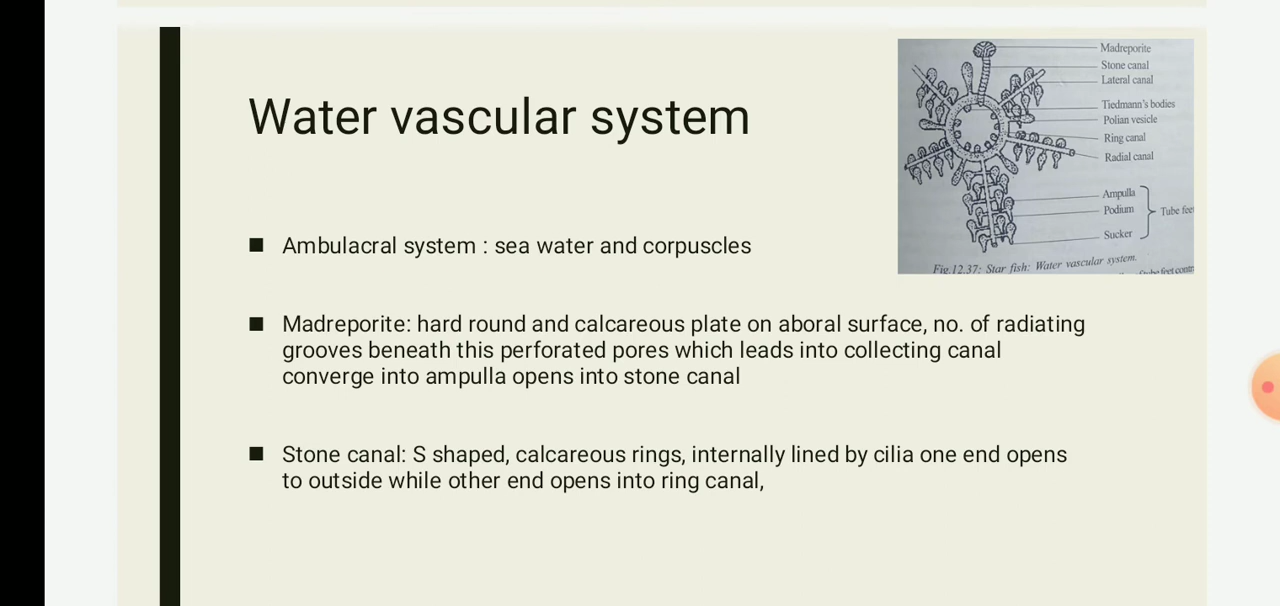 Water vascular system
■ Ambulacral system : sea water and corpuscles
■ Madreporite: hard round and calcareous plate on aboral surface, no. of radiating
grooves beneath this perforated pores which leads into collecting canal
converge into ampulla opens into stone canal
■ Stone canal: S shaped, calcareous rings, internally lined by cilia one end opens
to outside while other end opens into ring canal,
Madreporite
Stone canal
Lateral canal
Tiedmann's bodies
Polian vesicle
Ring canal
Radial canal
Ampulla
Podium
Sucker
Tube fee
Fig.12.37: Star fish: Water vascular system.